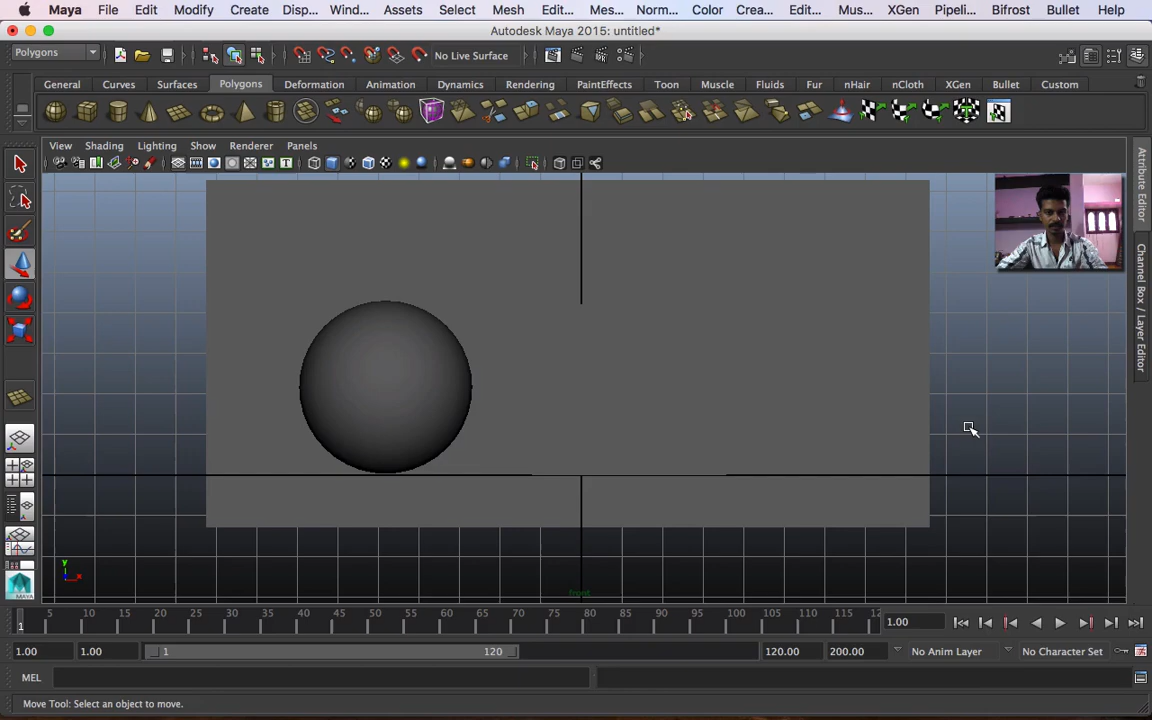 Maya File Edit Modify Create Disp... Wind... Assets Select Mesh Edit... Mes... Norm... Color Crea... Edit... Mus... XGen Pipeli... Bifrost Bullet Help
Autodesk Maya 2015: untitled*
Polygons No Live Surface
General Curves Surfaces Polygons Deformation Animation Dynamics Rendering PaintEffects Toon Muscle Fluids Fur nHair nCloth XGen Bullet Custom
View Shading Lighting Show Renderer Panels
Attribute Editor
Channel Box / Layer Editor
y
x
front
5 10 15 20 25 30 35 40 45 50 55 60 65 70 75 80 85 90 95 100 105 110 115 12
1 1.00
1.00 1.00 1 120 120.00 200.00 No Anim Layer No Character Set
MEL
Move Tool: Select an object to move.